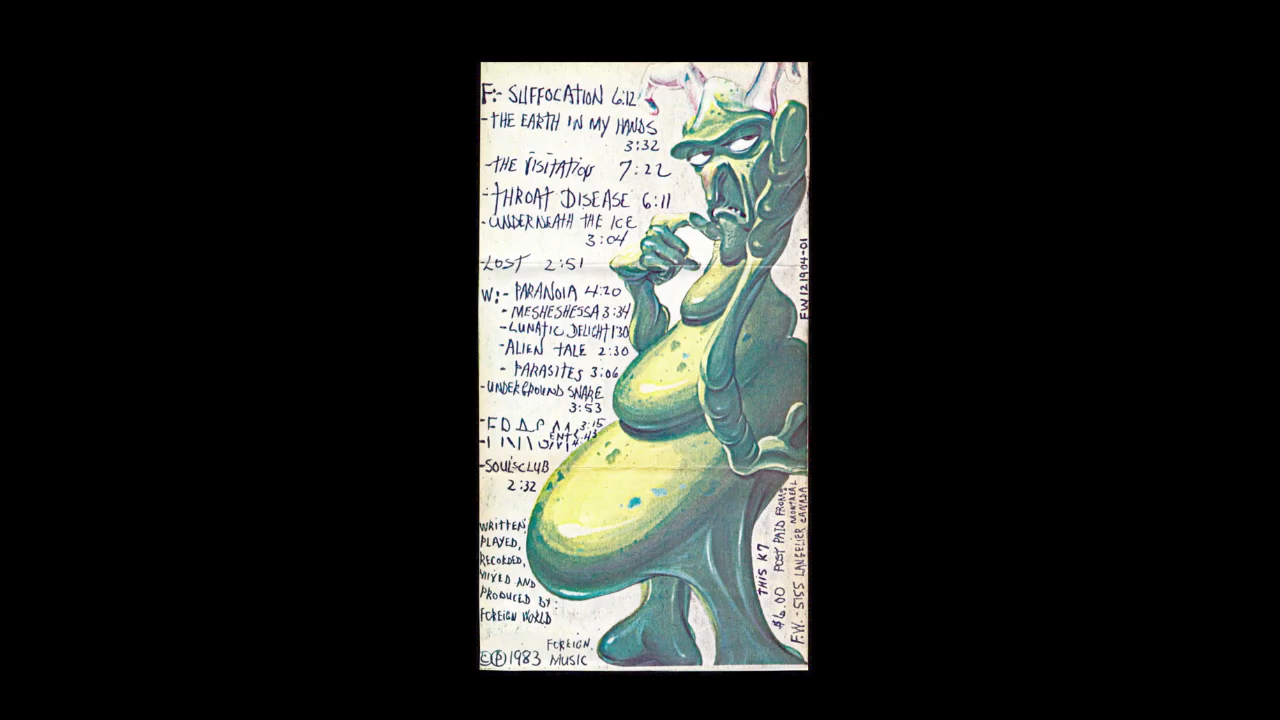 F:- SUFFOCATION 6:12
-THE EARTH IN MY HANDS
3:32
-THE VISITATION 7:22
-THROAT DISEASE 6:11
-UNDERNEATH THE ICE
3:04
-LOST 2:51
W:- PARANOIA 4:20
- MESHESHESSA 3:34
-LUNATIC DELIGHT 1:30
-ALIEN TALE 2:30
- PARASITES 3:06
-UNDERGROUND SNARE
3:53
3:15
-SOUL'S CLUB
2:32
WRITTEN,
PLAYED,
RECORDED,
MIXED AND
PRODUCED BY:
FOREIGN WORLD
©℗1983 FOREIGN
MUSIC
FW121904-01
THIS K7
$6.00 POST PAID FROM:
F.W. - 5155 LANGELIER MONTREAL
CANADA